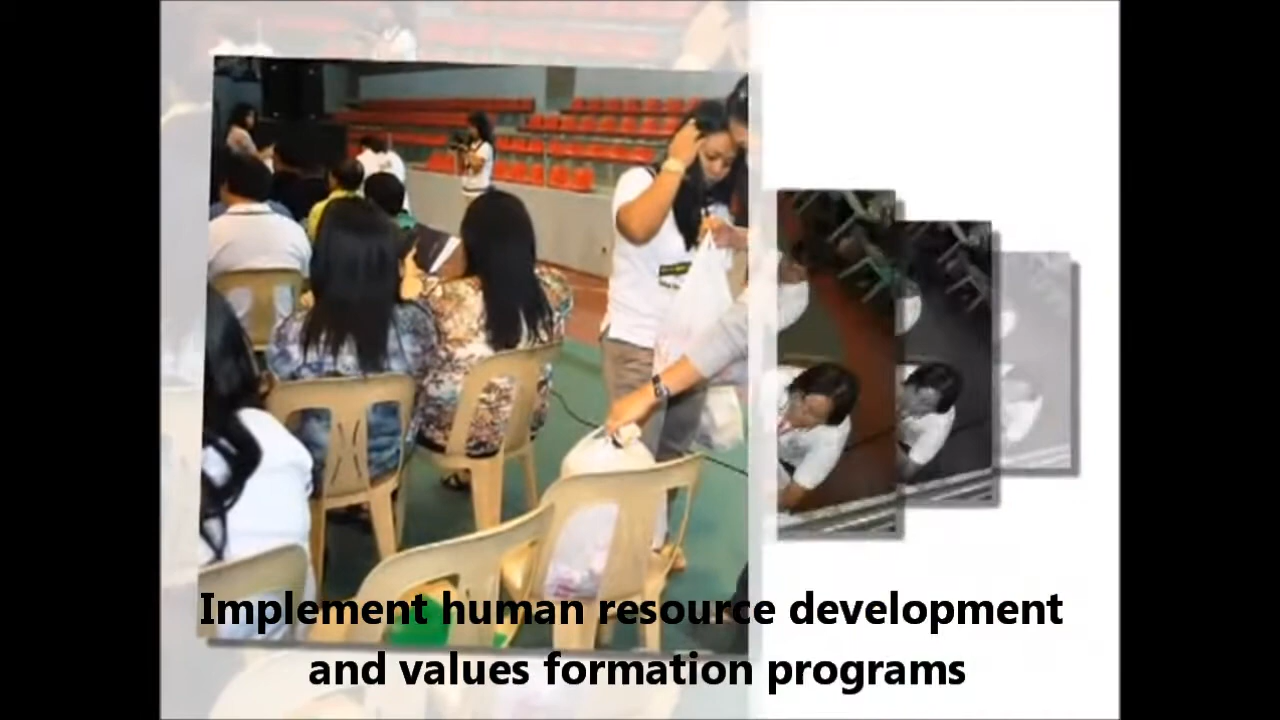 Implement human resource development
and values formation programs